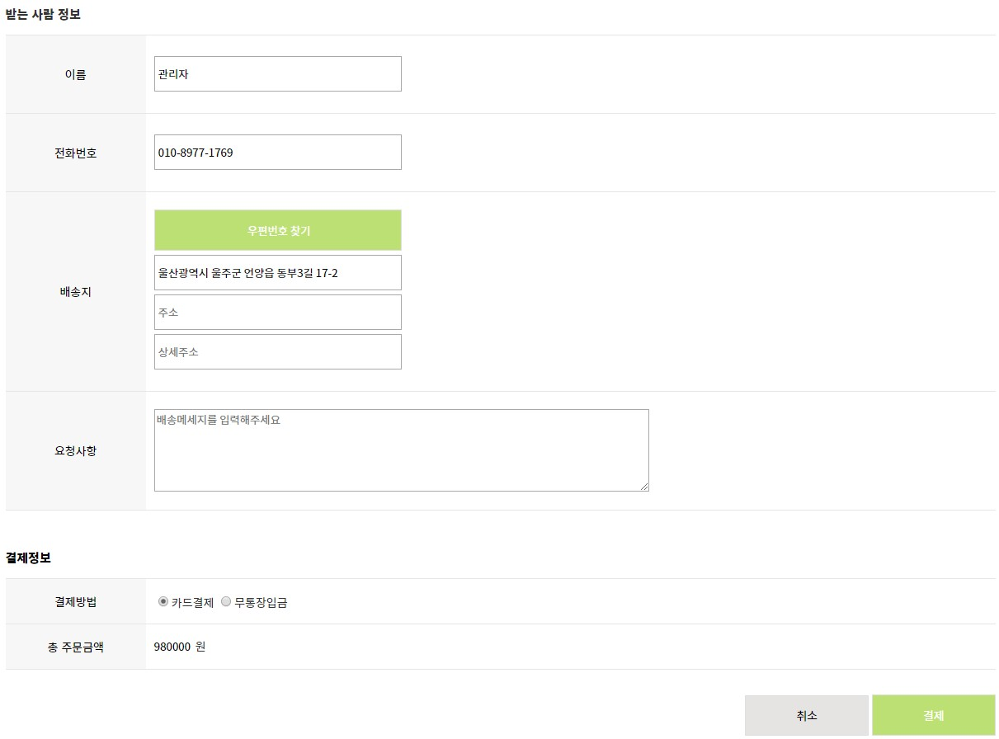 받는 사람 정보
이름
관리자
전화번호
010-8977-1769
배송지
우편번호 찾기
울산광역시 울주군 언양읍 동부3길 17-2
주소
상세주소
요청사항
배송메세지를 입력해주세요
결제정보
결제방법
카드결제 무통장입금
총 주문금액
980000 원
취소
결제